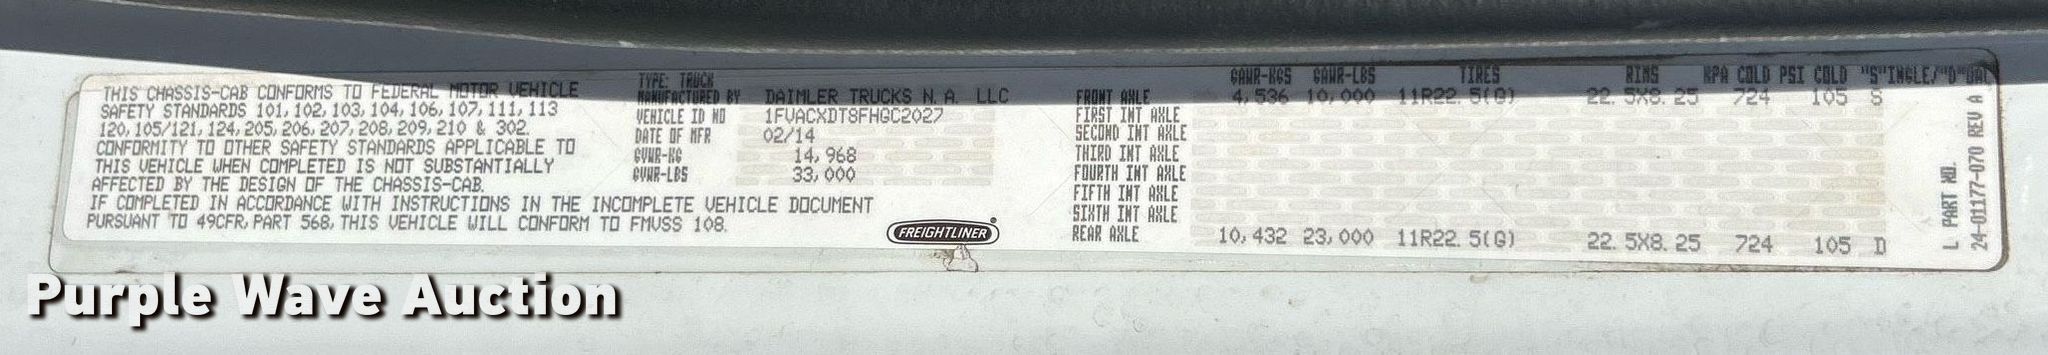 THIS CHASSIS-CAB CONFORMS TO FEDERAL MOTOR VEHICLE
SAFETY STANDARDS 101, 102, 103, 104, 106, 107, 111, 113
120, 105/121, 124, 205, 206, 207, 208, 209, 210 & 302.
CONFORMITY TO OTHER SAFETY STANDARDS APPLICABLE TO
THIS VEHICLE WHEN COMPLETED IS NOT SUBSTANTIALLY
AFFECTED BY THE DESIGN OF THE CHASSIS-CAB.
IF COMPLETED IN ACCORDANCE WITH INSTRUCTIONS IN THE INCOMPLETE VEHICLE DOCUMENT
PURSUANT TO 49CFR, PART 568, THIS VEHICLE WILL CONFORM TO FMVSS 108.
TYPE: TRUCK
MANUFACTURED BY DAIMLER TRUCKS N.A. LLC
VEHICLE ID NO 1FVACXDT8FHGC2027
DATE OF MFR 02/14
GVWR-KG 14,968
GVWR-LBS 33,000
FREIGHTLINER®
GAWR-KGS GAWR-LBS TIRES RIMS KPA COLD PSI COLD "S"INGLE/"D"UAL
FRONT AXLE 4,536 10,000 11R22.5(G) 22.5X8.25 724 105 S
FIRST INT AXLE
SECOND INT AXLE
THIRD INT AXLE
FOURTH INT AXLE
FIFTH INT AXLE
SIXTH INT AXLE
REAR AXLE 10,432 23,000 11R22.5(G) 22.5X8.25 724 105 D
L PART NO.
24-01177-070 REV A
Purple Wave Auction